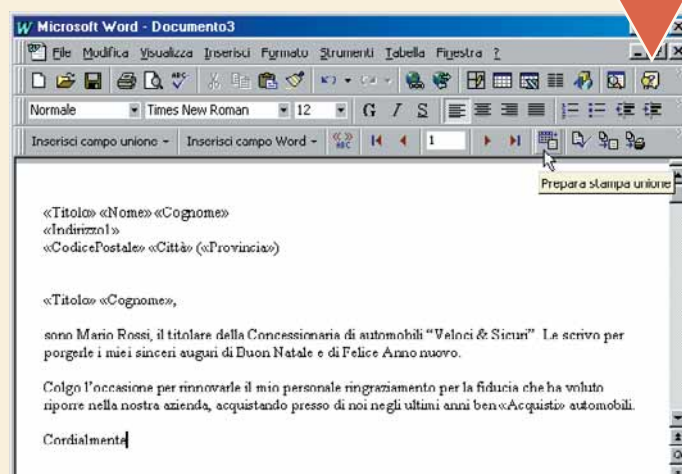 Microsoft Word - Documento3
File Modifica Visualizza Inserisci Formato Strumenti Tabella Finestra ?
Normale Times New Roman 12 G I S
Inserisci campo unione Inserisci campo Word «» ABC 1
Prepara stampa unione
«Titolo» «Nome» «Cognome»
«Indirizzo1»
«CodicePostale» «Città» («Provincia»)
«Titolo» «Cognome»,
sono Mario Rossi, il titolare della Concessionaria di automobili “Veloci & Sicuri”. Le scrivo per
porgerle i miei sinceri auguri di Buon Natale e di Felice Anno nuovo.
Colgo l’occasione per rinnovarle il mio personale ringraziamento per la fiducia che ha voluto
riporre nella nostra azienda, acquistando presso di noi negli ultimi anni ben «Acquisti» automobili.
Cordialmente